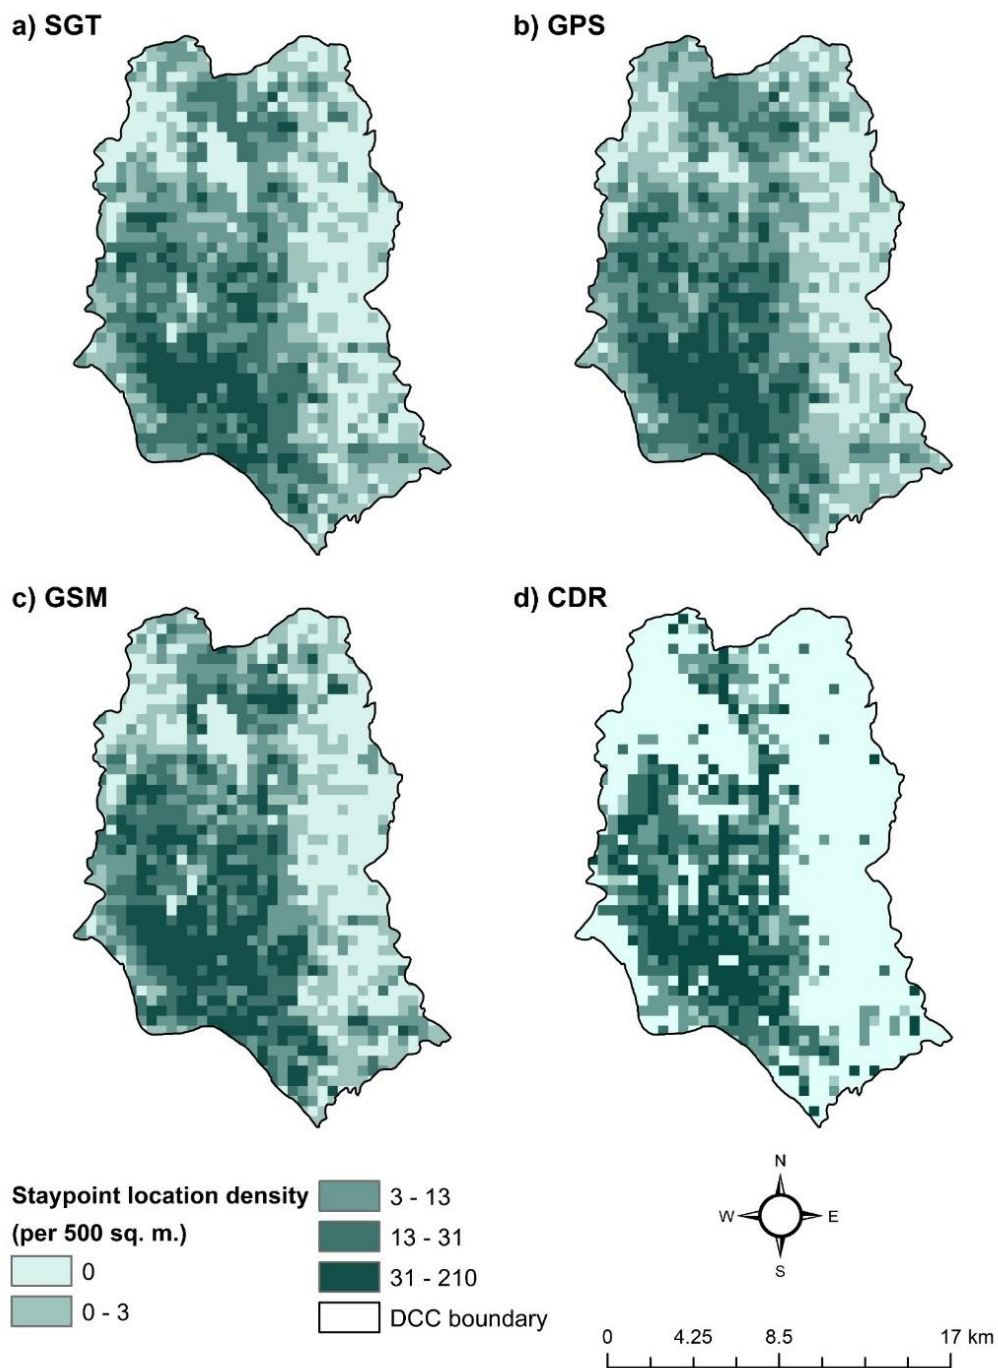 a) SGT
b) GPS
c) GSM
d) CDR
Staypoint location density
(per 500 sq. m.)
0
0 - 3
3 - 13
13 - 31
31 - 210
DCC boundary
N
W E
S
0 4.25 8.5 17 km